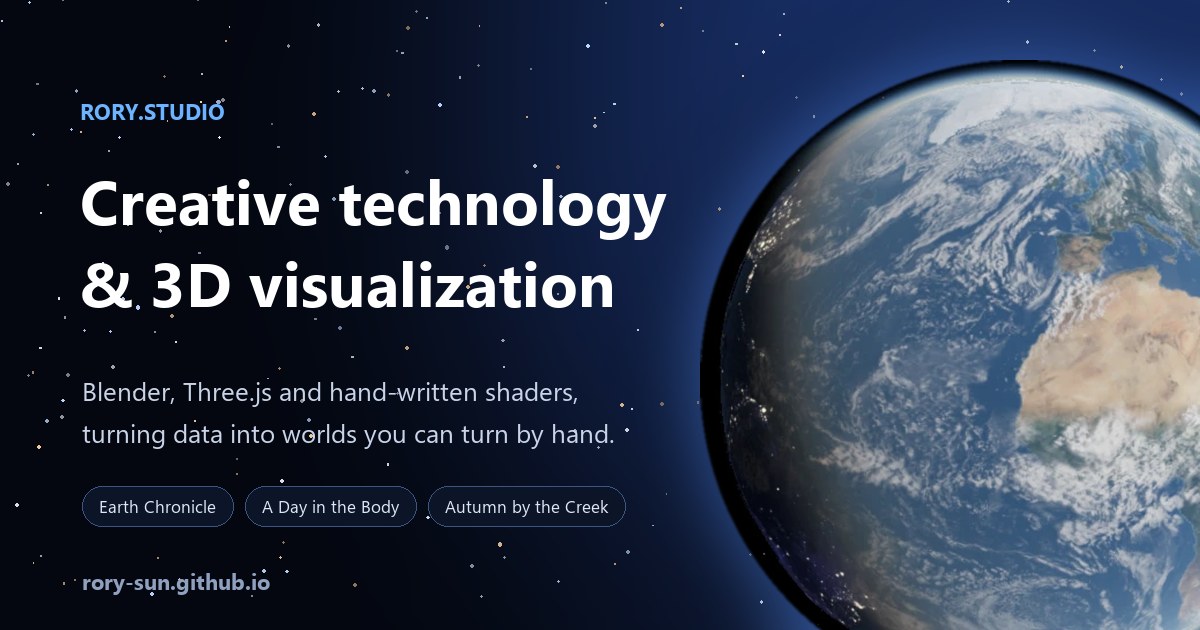 RORY.STUDIO
Creative technology
& 3D visualization
Blender, Three.js and hand-written shaders,
turning data into worlds you can turn by hand.
Earth Chronicle
A Day in the Body
Autumn by the Creek
rory-sun.github.io